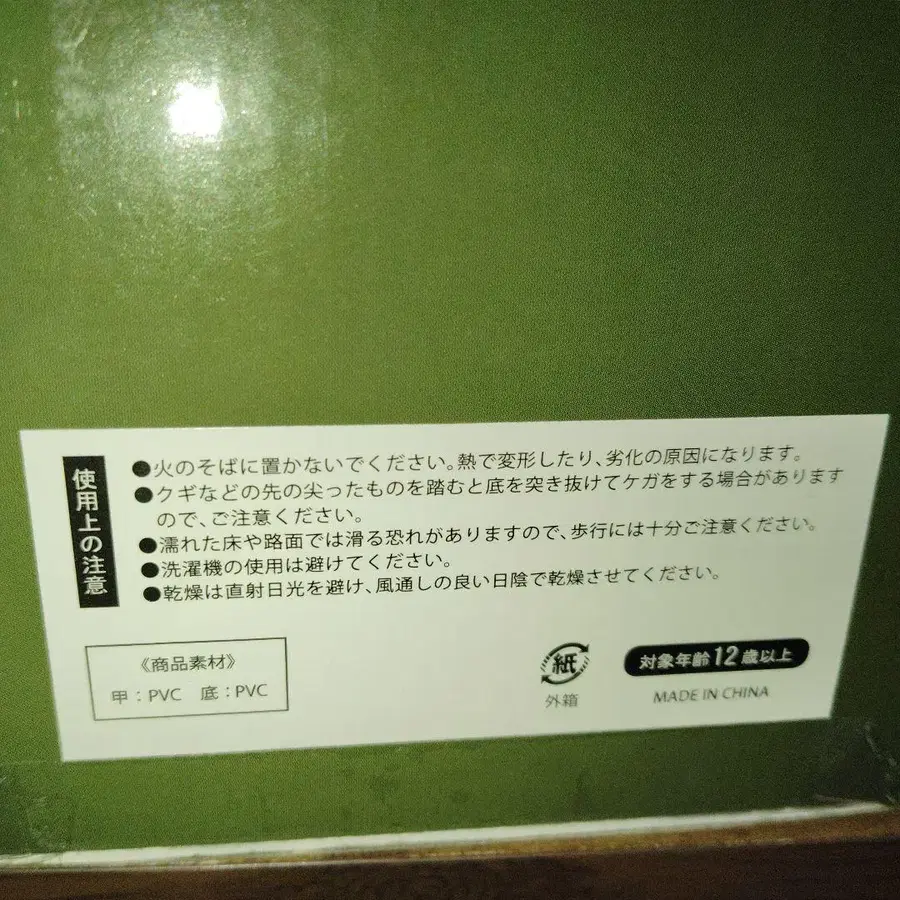 使用上の注意
●火のそばに置かないでください。熱で変形したり、劣化の原因になります。
●クギなどの先の尖ったものを踏むと底を突き抜けてケガをする場合があります
ので、ご注意ください。
●濡れた床や路面では滑る恐れがありますので、歩行には十分ご注意ください。
●洗濯機の使用は避けてください。
●乾燥は直射日光を避け、風通しの良い日陰で乾燥させてください。
《商品素材》
甲：PVC 底：PVC
紙
外箱
対象年齢12歳以上
MADE IN CHINA